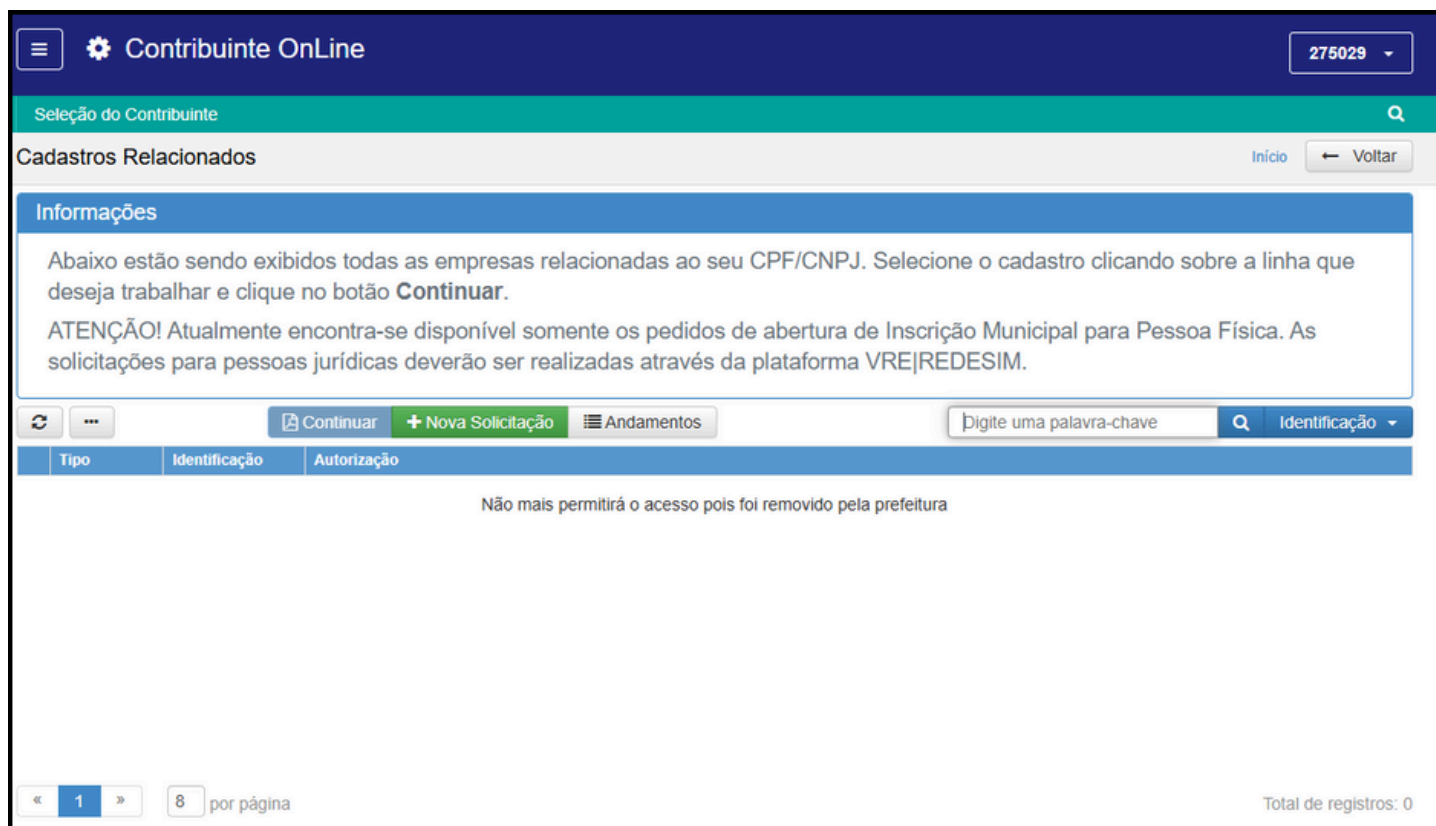 Contribuinte OnLine
275029
Seleção do Contribuinte
Cadastros Relacionados
Início
Voltar
Informações
Abaixo estão sendo exibidos todas as empresas relacionadas ao seu CPF/CNPJ. Selecione o cadastro clicando sobre a linha que
deseja trabalhar e clique no botão Continuar.
ATENÇÃO! Atualmente encontra-se disponível somente os pedidos de abertura de Inscrição Municipal para Pessoa Física. As
solicitações para pessoas jurídicas deverão ser realizadas através da plataforma VRE|REDESIM.
Continuar
Nova Solicitação
Andamentos
Digite uma palavra-chave
Identificação
Tipo Identificação Autorização
Não mais permitirá o acesso pois foi removido pela prefeitura
« 1 » 8 por página
Total de registros: 0